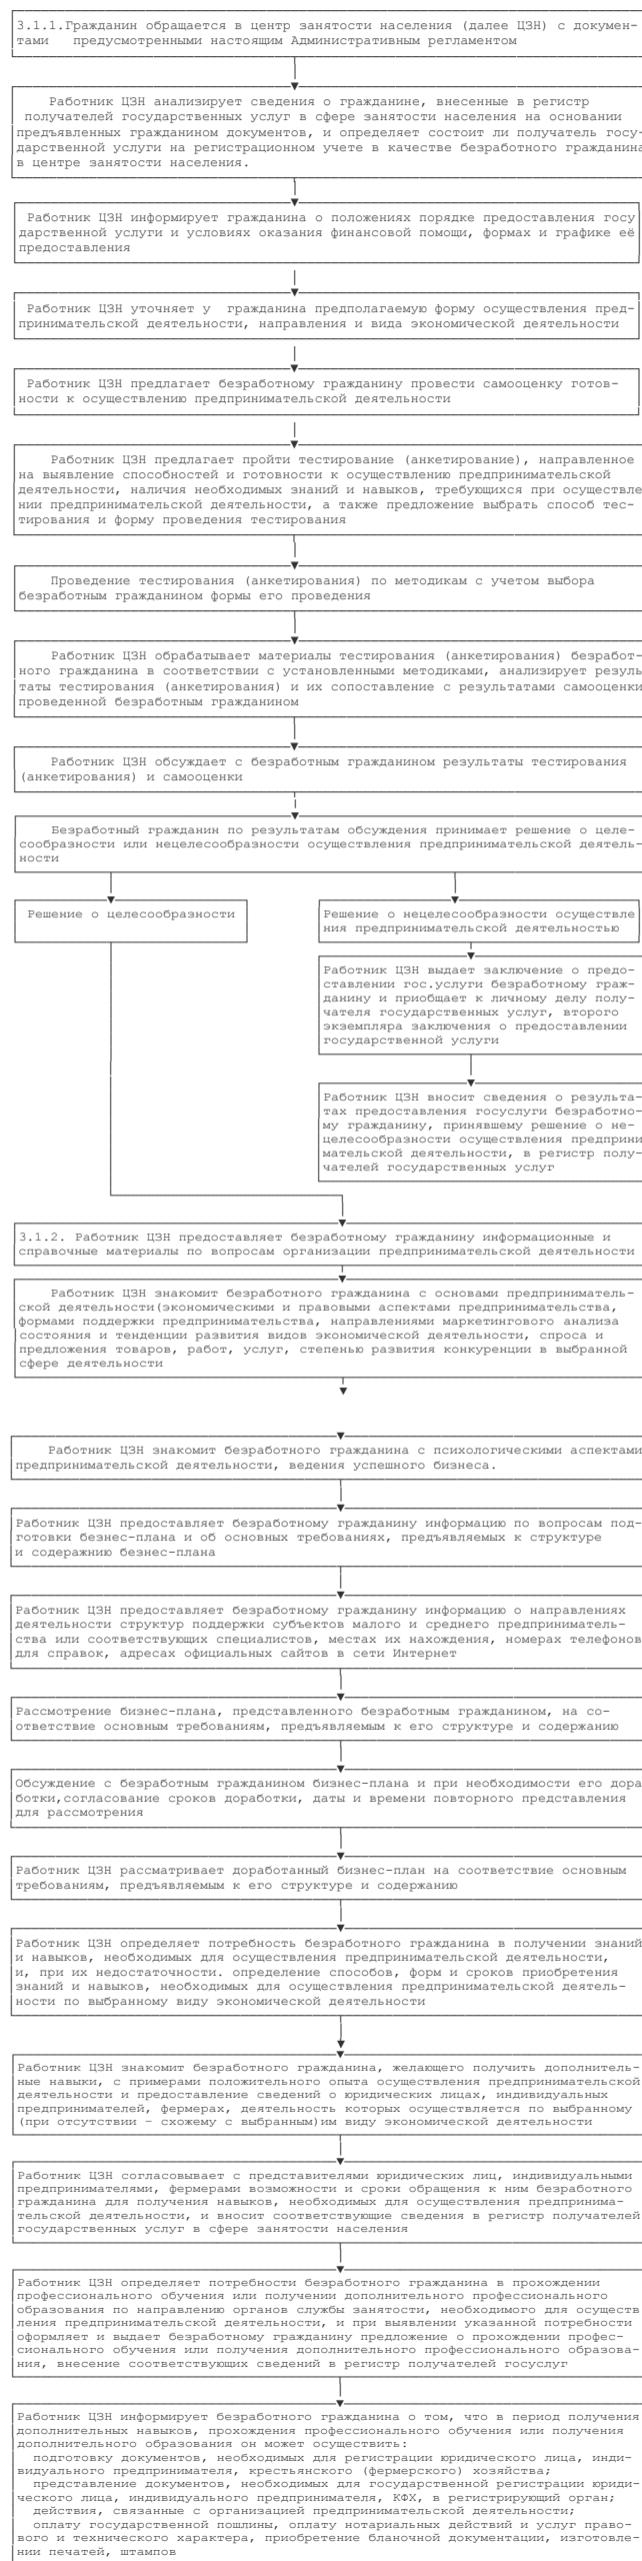 3.1.1.Гражданин обращается в центр занятости населения (далее ЦЗН) с докумен-
тами предусмотренными настоящим Административным регламентом
Работник ЦЗН анализирует сведения о гражданине, внесенные в регистр
получателей государственных услуг в сфере занятости населения на основании
предъявленных гражданином документов, и определяет состоит ли получатель госу-
дарственной услуги на регистрационном учете в качестве безработного гражданина
в центре занятости населения.
Работник ЦЗН информирует гражданина о положениях порядке предоставления госу
дарственной услуги и условиях оказания финансовой помощи, формах и графике её
предоставления
Работник ЦЗН уточняет у гражданина предполагаемую форму осуществления пред-
принимательской деятельности, направления и вида экономической деятельности
Работник ЦЗН предлагает безработному гражданину провести самооценку готов-
ности к осуществлению предпринимательской деятельности
Работник ЦЗН предлагает пройти тестирование (анкетирование), направленное
на выявление способностей и готовности к осуществлению предпринимательской
деятельности, наличия необходимых знаний и навыков, требующихся при осуществле
нии предпринимательской деятельности, а также предложение выбрать способ тес-
тирования и форму проведения тестирования
Проведение тестирования (анкетирования) по методикам с учетом выбора
безработным гражданином формы его проведения
Работник ЦЗН обрабатывает материалы тестирования (анкетирования) безработ-
ного гражданина в соответствии с установленными методиками, анализирует резуль
таты тестирования (анкетирования) и их сопоставление с результатами самооценки
проведенной безработным гражданином
Работник ЦЗН обсуждает с безработным гражданином результаты тестирования
(анкетирования) и самооценки
Безработный гражданин по результатам обсуждения принимает решение о целе-
сообразности или нецелесообразности осуществления предпринимательской деятель-
ности
Решение о целесообразности
Решение о нецелесообразности осуществле
ния предпринимательской деятельностью
Работник ЦЗН выдает заключение о предо-
ставлении гос.услуги безработному граж-
данину и приобщает к личному делу полу-
чателя государственных услуг, второго
экземпляра заключения о предоставлении
государственной услуги
Работник ЦЗН вносит сведения о результа-
тах предоставления госуслуги безработно-
му гражданину, принявшему решение о не-
целесообразности осуществления предприни
мательской деятельности, в регистр полу-
чателей государственных услуг
3.1.2. Работник ЦЗН предоставляет безработному гражданину информационные и
справочные материалы по вопросам организации предпринимательской деятельности
Работник ЦЗН знакомит безработного гражданина с основами предприниматель-
ской деятельности(экономическими и правовыми аспектами предпринимательства,
формами поддержки предпринимательства, направлениями маркетингового анализа
состояния и тенденции развития видов экономической деятельности, спроса и
предложения товаров, работ, услуг, степенью развития конкуренции в выбранной
сфере деятельности
Работник ЦЗН знакомит безработного гражданина с психологическими аспектами
предпринимательской деятельности, ведения успешного бизнеса.
Работник ЦЗН предоставляет безработному гражданину информацию по вопросам под-
готовки безнес-плана и об основных требованиях, предъявляемых к структуре
и содеражнию безнес-плана
Работник ЦЗН предоставляет безработному гражданину информацию о направлениях
деятельности структур поддержки субъектов малого и среднего предприниматель-
ства или соответствующих специалистов, местах их нахождения, номерах телефонов
для справок, адресах официальных сайтов в сети Интернет
Рассмотрение бизнес-плана, представленного безработным гражданином, на со-
ответствие основным требованиям, предъявляемым к его структуре и содержанию
Обсуждение с безработным гражданином бизнес-плана и при необходимости его дора
ботки,согласование сроков доработки, даты и времени повторного представления
для рассмотрения
Работник ЦЗН рассматривает доработанный бизнес-план на соответствие основным
требованиям, предъявляемым к его структуре и содержанию
Работник ЦЗН определяет потребность безработного гражданина в получении знаний
и навыков, необходимых для осуществления предпринимательской деятельности,
и, при их недостаточности. определение способов, форм и сроков приобретения
знаний и навыков, необходимых для осуществления предпринимательской деятель-
ности по выбранному виду экономической деятельности
Работник ЦЗН знакомит безработного гражданина, желающего получить дополнитель-
ные навыки, с примерами положительного опыта осуществления предпринимательской
деятельности и предоставление сведений о юридических лицах, индивидуальных
предпринимателей, фермерах, деятельность которых осуществляется по выбранному
(при отсутствии – схожему с выбранным)им виду экономической деятельности
Работник ЦЗН согласовывает с представителями юридических лиц, индивидуальными
предпринимателями, фермерами возможности и сроки обращения к ним безработного
гражданина для получения навыков, необходимых для осуществления предпринима-
тельской деятельности, и вносит соответствующие сведения в регистр получателей
государственных услуг в сфере занятости населения
Работник ЦЗН определяет потребности безработного гражданина в прохождении
профессионального обучения или получении дополнительного профессионального
образования по направлению органов службы занятости, необходимого для осуществ
ления предпринимательской деятельности, и при выявлении указанной потребности
оформляет и выдает безработному гражданину предложение о прохождении профес-
сионального обучения или получения дополнительного профессионального образова-
ния, внесение соответствующих сведений в регистр получателей госуслуг
Работник ЦЗН информирует безработного гражданина о том, что в период получения
дополнительных навыков, прохождения профессионального обучения или получения
дополнительного образования он может осуществить:
подготовку документов, необходимых для регистрации юридического лица, инди-
видуального предпринимателя, крестьянского (фермерского) хозяйства;
представление документов, необходимых для государственной регистрации юриди-
ческого лица, индивидуального предпринимателя, КФХ, в регистрирующий орган;
действия, связанные с организацией предпринимательской деятельности;
оплату государственной пошлины, оплату нотариальных действий и услуг право-
вого и технического характера, приобретение бланочной документации, изготовле-
нии печатей, штампов